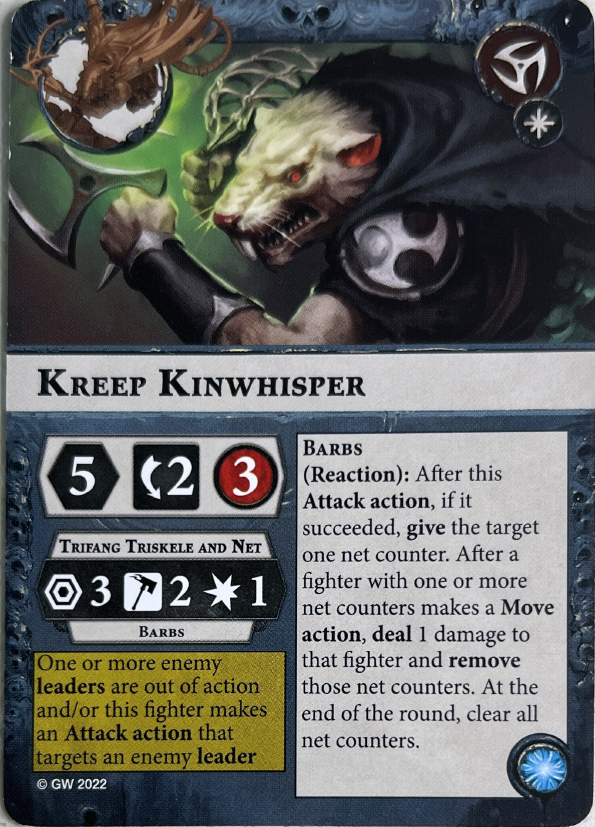 KREEP KINWHISPER
5 2 3
TRIFANG TRISKELE AND NET
3 2 1
BARBS
One or more enemy
leaders are out of action
and/or this fighter makes
an Attack action that
targets an enemy leader
© GW 2022
BARBS
(Reaction): After this
Attack action, if it
succeeded, give the target
one net counter. After a
fighter with one or more
net counters makes a Move
action, deal 1 damage to
that fighter and remove
those net counters. At the
end of the round, clear all
net counters.